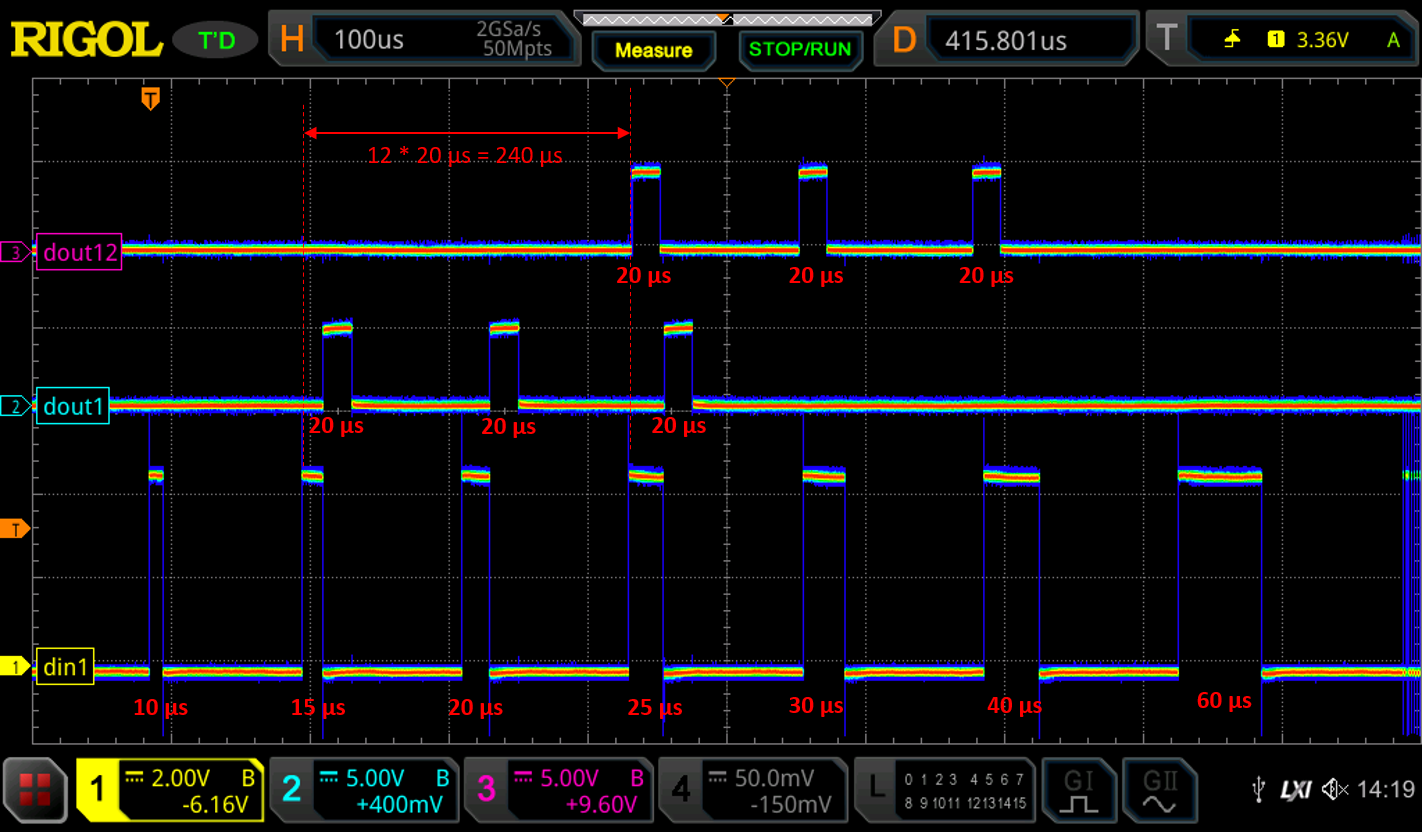 RIGOL T'D H 100us 2GSa/s 50Mpts Measure STOP/RUN D 415.801us T 1 3.36V A
T
12 * 20 µs = 240 µs
3 dout12
20 µs 20 µs 20 µs
2 dout1
20 µs 20 µs 20 µs
T
1 din1
10 µs 15 µs 20 µs 25 µs 30 µs 40 µs 60 µs
1 2.00V B -6.16V
2 5.00V B +400mV
3 5.00V B +9.60V
4 50.0mV -150mV
L 0 1 2 3 4 5 6 7
8 9 10 11 12 13 14 15
GI GII
LXI 14:19